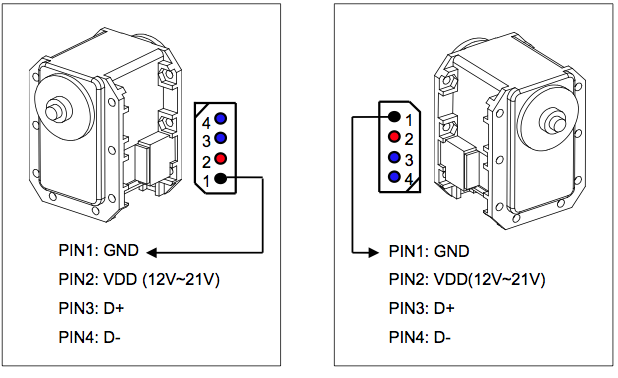 4
3
2
1
PIN1: GND
PIN2: VDD (12V~21V)
PIN3: D+
PIN4: D-
1
2
3
4
PIN1: GND
PIN2: VDD(12V~21V)
PIN3: D+
PIN4: D-